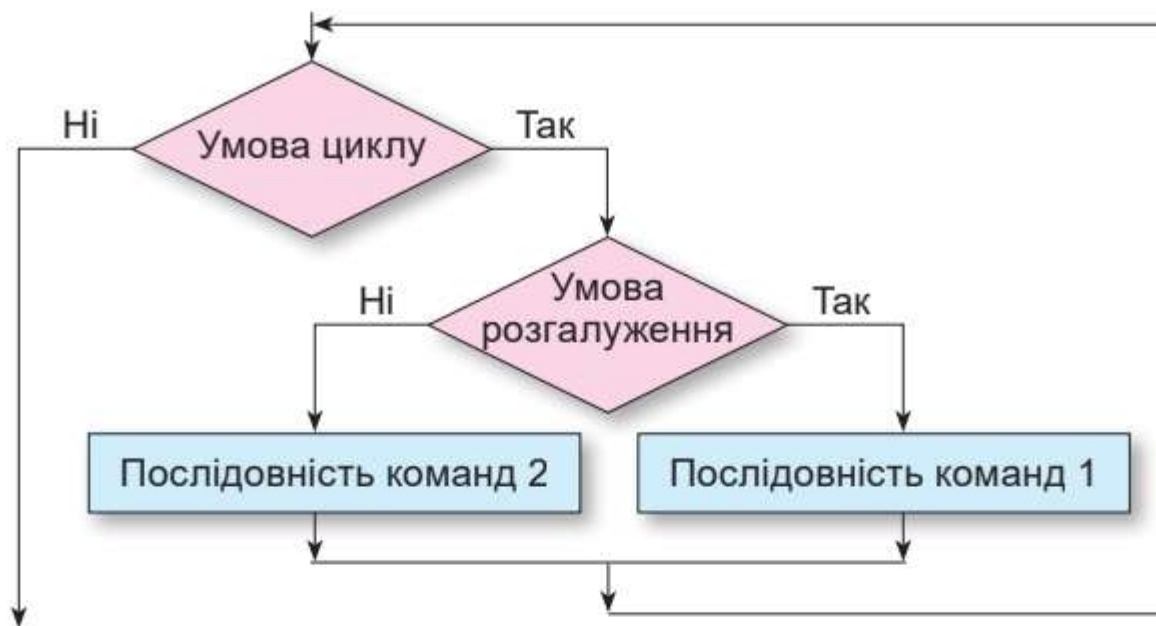 Ні
Умова циклу
Так
Ні
Умова
розгалуження
Так
Послідовність команд 2
Послідовність команд 1